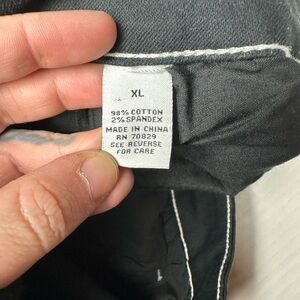 XL
98% COTTON
2% SPANDEX
MADE IN CHINA
RN 70829
SEE REVERSE
FOR CARE